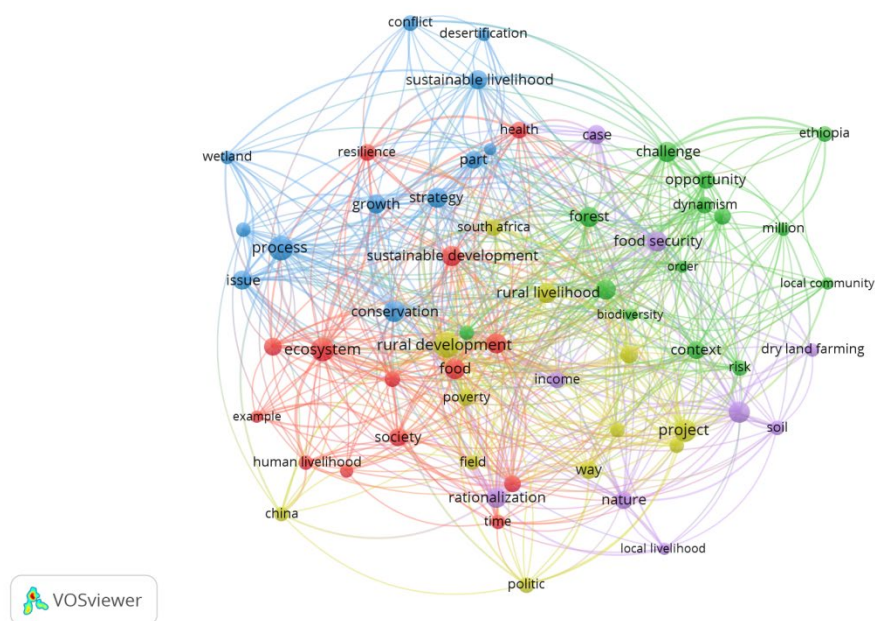 conflict
desertification
sustainable livelihood
health
case
ethiopia
challenge
resilience
wetland
part
opportunity
growth
strategy
dynamism
forest
south africa
million
food security
process
sustainable development
order
issue
local community
rural livelihood
conservation
biodiversity
rural development
ecosystem
context
dry land farming
food
risk
income
poverty
example
society
project
soil
human livelihood
field
way
rationalization
nature
china
time
local livelihood
politic
VOSviewer